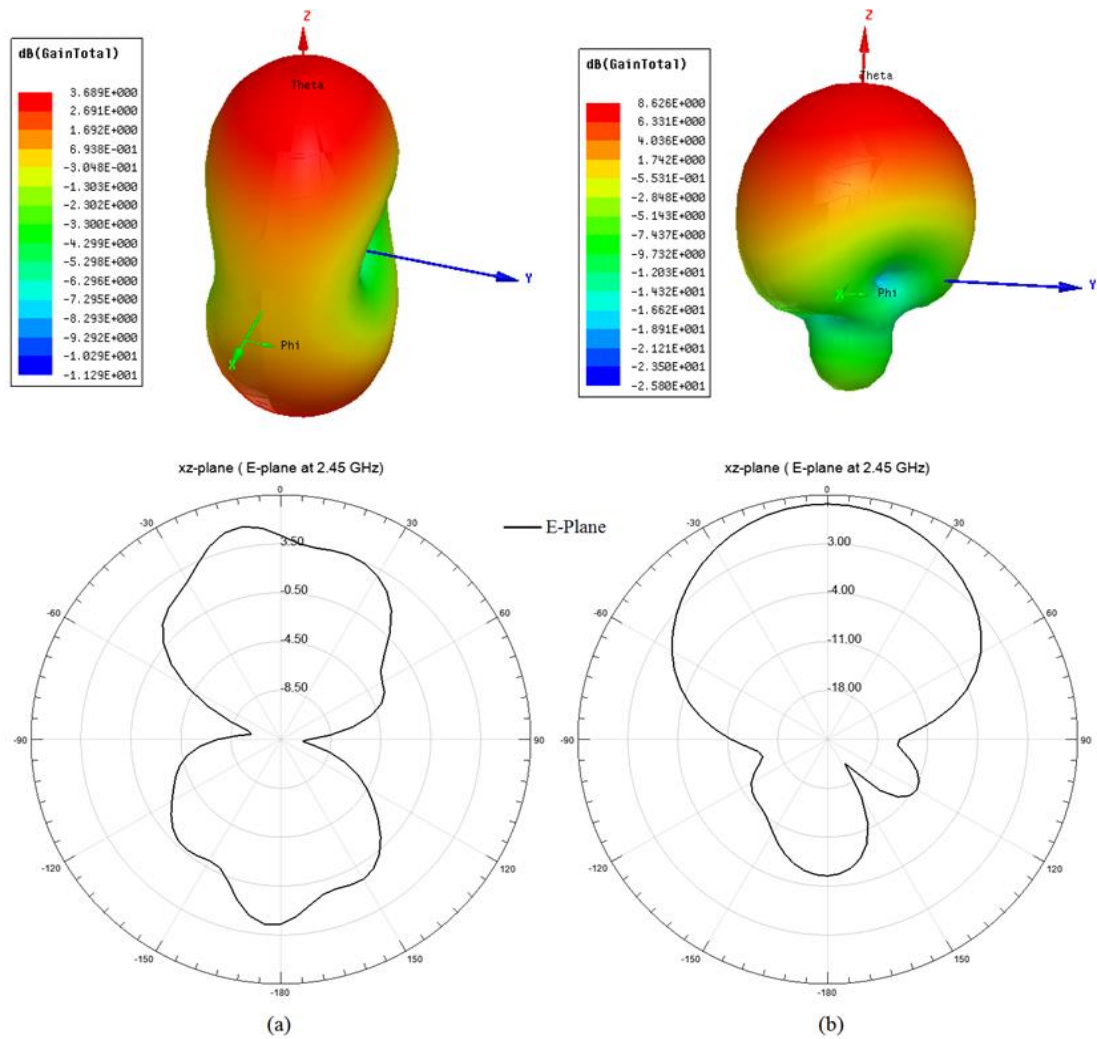 Z
dB(GainTotal)
3.689E+000
2.691E+000
1.692E+000
6.938E-001
-3.048E-001
-1.303E+000
-2.302E+000
-3.300E+000
-4.299E+000
-6.296E+000
-7.295E+000
-8.293E+000
-9.292E+000
-1.029E+001
-1.129E+001
Theta
Y
Phi
X
Z
dB(GainTotal)
8.626E+000
6.331E+000
4.036E+000
1.742E+000
-5.531E-001
-2.848E+000
-5.143E+000
-7.437E+000
-9.732E+000
-1.203E+001
-1.432E+001
-1.662E+001
-1.891E+001
-2.121E+001
-2.350E+001
-2.580E+001
Theta
Y
X
Phi
xz-plane ( E-plane at 2.45 GHz)
0
-30
30
3.50
-60
60
-0.50
-4.50
-8.50
-90
90
-120
120
-150
150
-180
E-Plane
xz-plane ( E-plane at 2.45 GHz)
0
-30
30
3.00
-60
60
-4.00
-11.00
-18.00
-90
90
-120
120
-150
150
-180
(a)
(b)